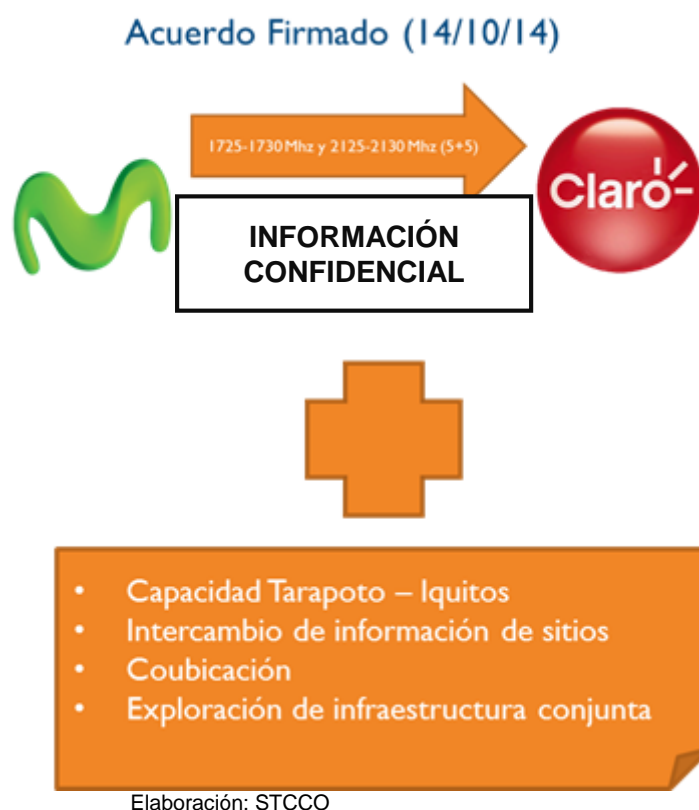 Acuerdo Firmado (14/10/14)
1725-1730 Mhz y 2125-2130 Mhz (5+5)
Claro
INFORMACIÓN
CONFIDENCIAL
• Capacidad Tarapoto – Iquitos
• Intercambio de información de sitios
• Coubicación
• Exploración de infraestructura conjunta
Elaboración: STCCO